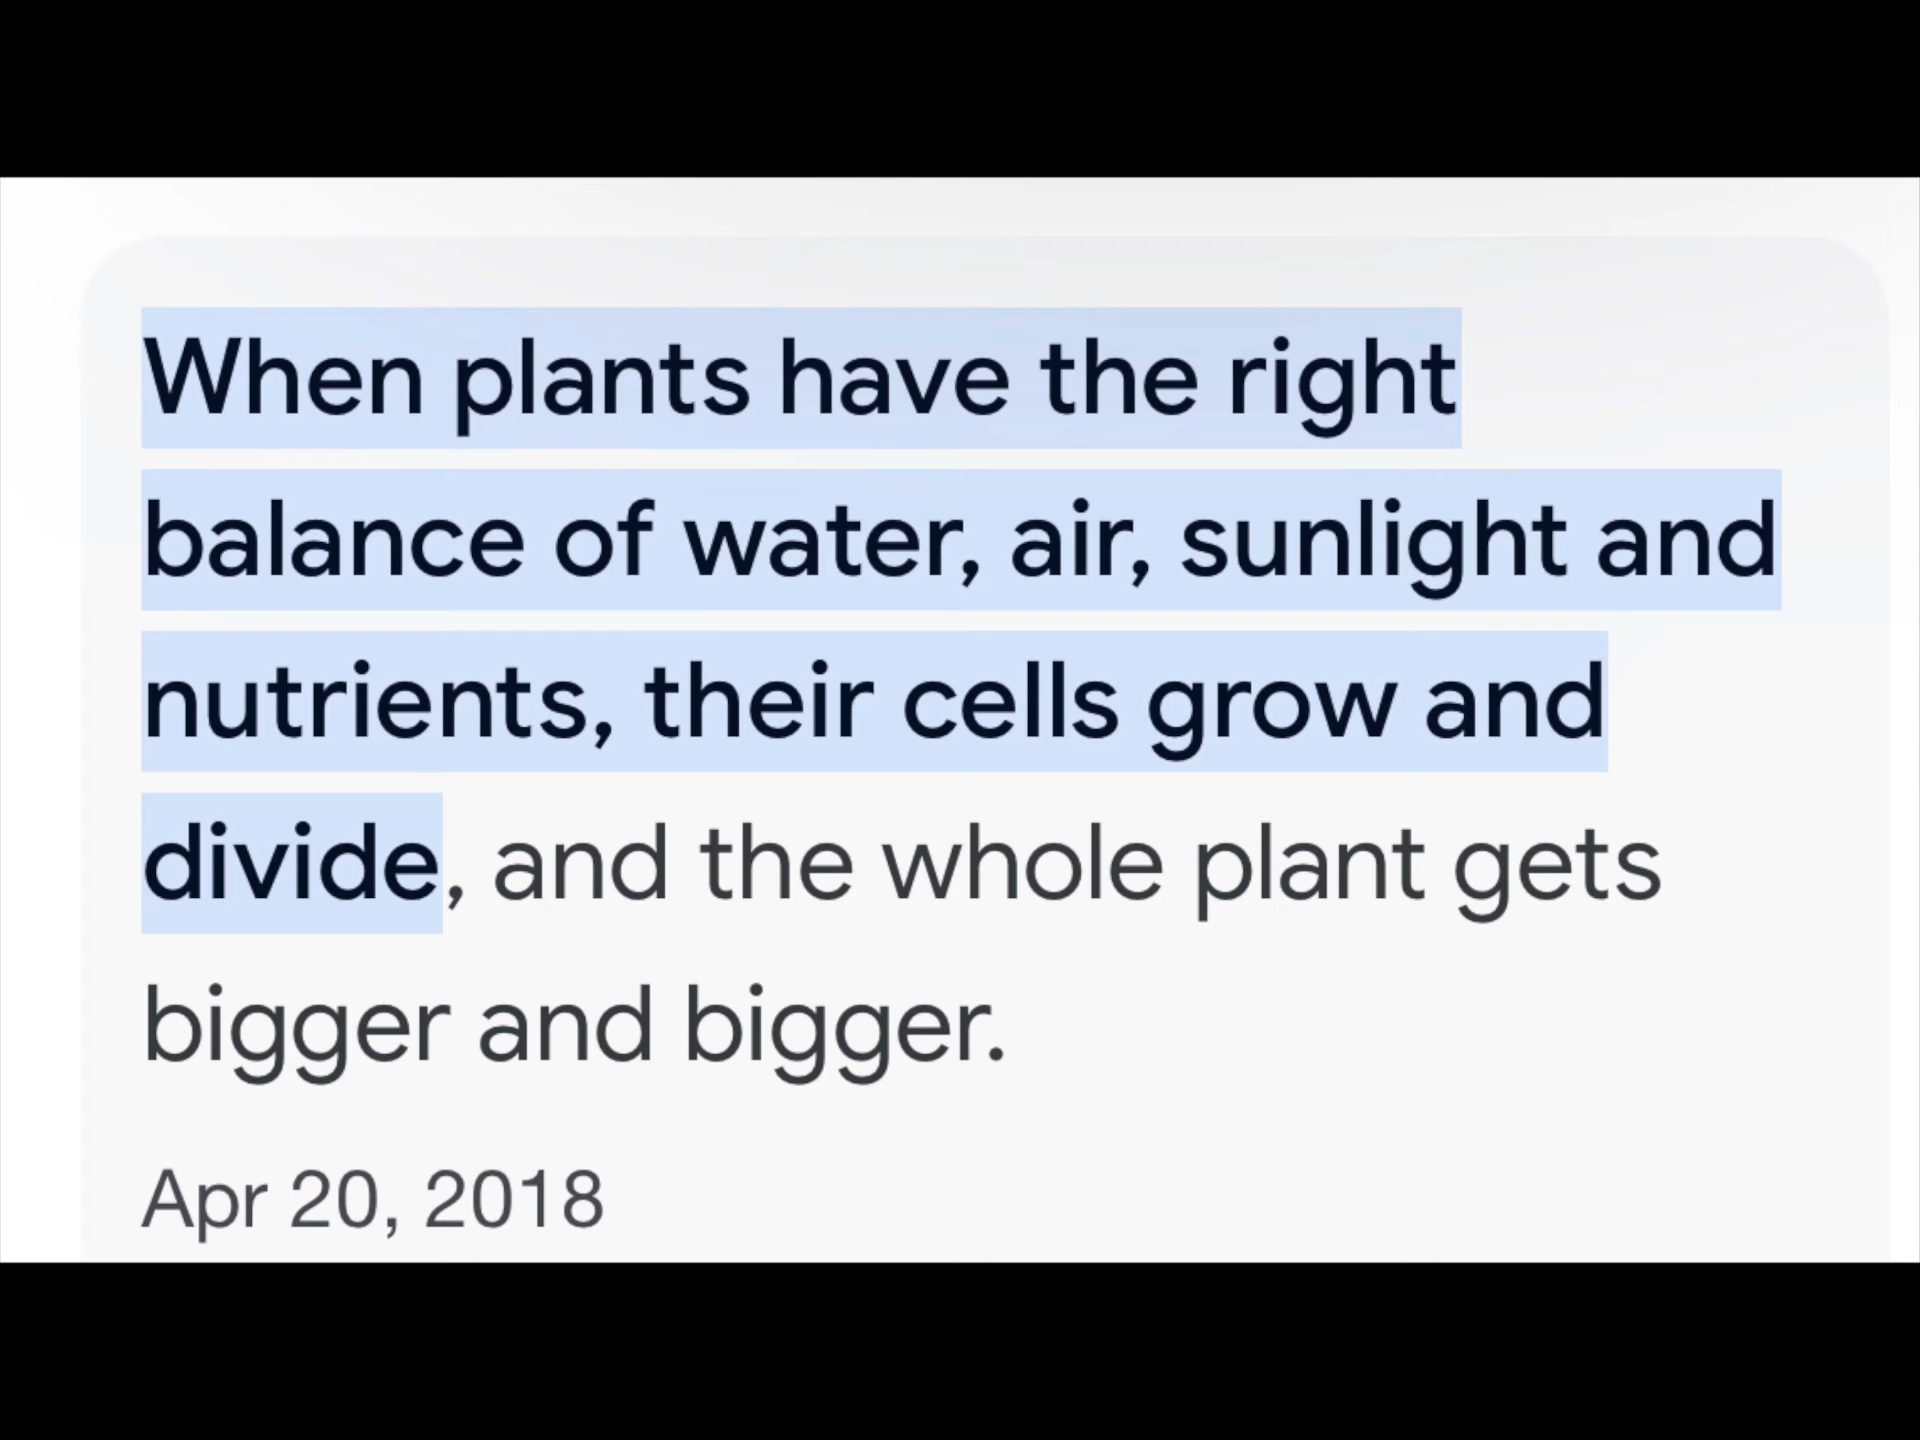 When plants have the right
balance of water, air, sunlight and
nutrients, their cells grow and
divide, and the whole plant gets
bigger and bigger.
Apr 20, 2018